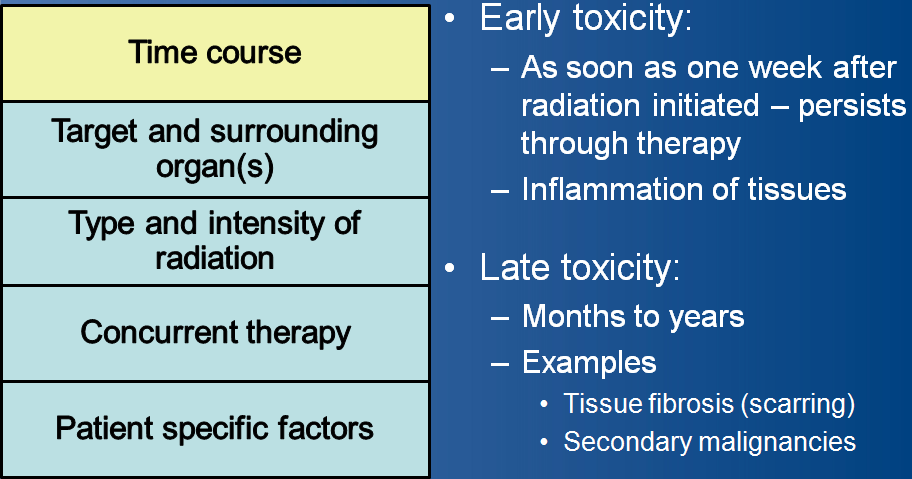 Time course
Target and surrounding
organ(s)
Type and intensity of
radiation
Concurrent therapy
Patient specific factors
• Early toxicity:
– As soon as one week after
radiation initiated – persists
through therapy
– Inflammation of tissues
• Late toxicity:
– Months to years
– Examples
• Tissue fibrosis (scarring)
• Secondary malignancies